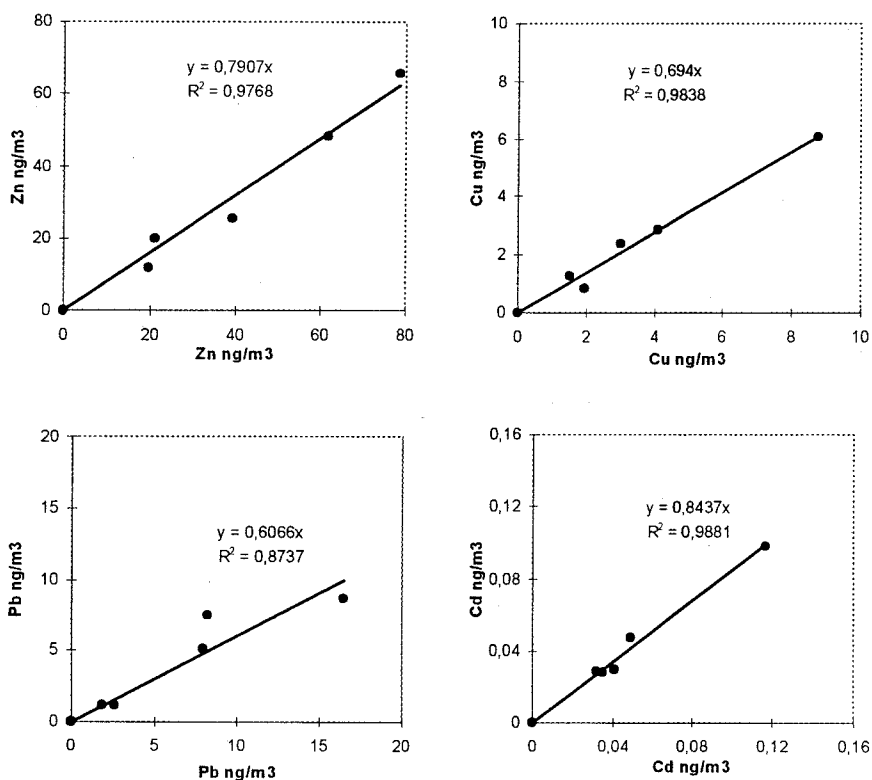 80
60
40
20
0
Zn ng/m3
y = 0,7907x
R² = 0,9768
0 20 40 60 80
Zn ng/m3
10
8
6
4
2
0
Cu ng/m3
y = 0,694x
R² = 0,9838
0 2 4 6 8 10
Cu ng/m3
20
15
10
5
0
Pb ng/m3
y = 0,6066x
R² = 0,8737
0 5 10 15 20
Pb ng/m3
0,16
0,12
0,08
0,04
0
Cd ng/m3
y = 0,8437x
R² = 0,9881
0 0,04 0,08 0,12 0,16
Cd ng/m3